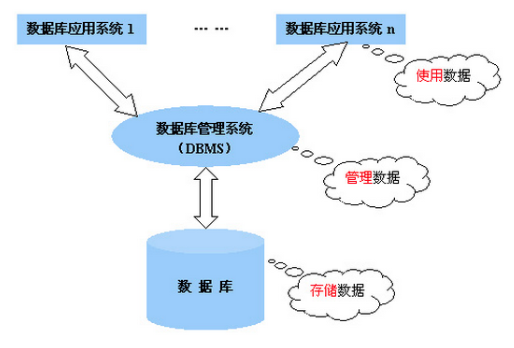 数据库应用系统 1
... ...
数据库应用系统 n
使用数据
数据库管理系统
（DBMS）
管理数据
数 据 库
存储数据